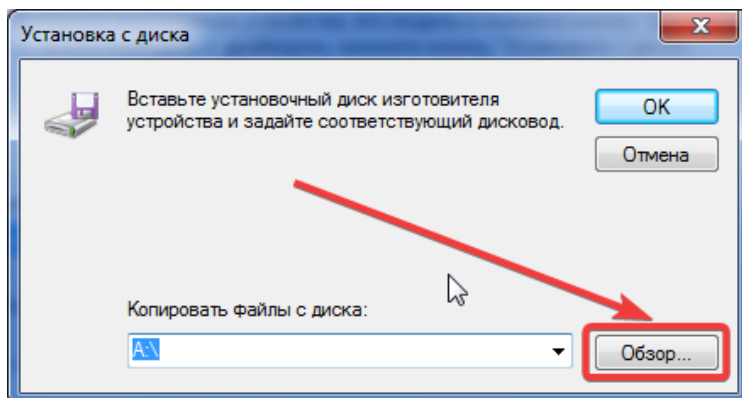 Установка с диска
Вставьте установочный диск изготовителя
устройства и задайте соответствующий дисковод.
OK
Отмена
Копировать файлы с диска:
A:\
Обзор...